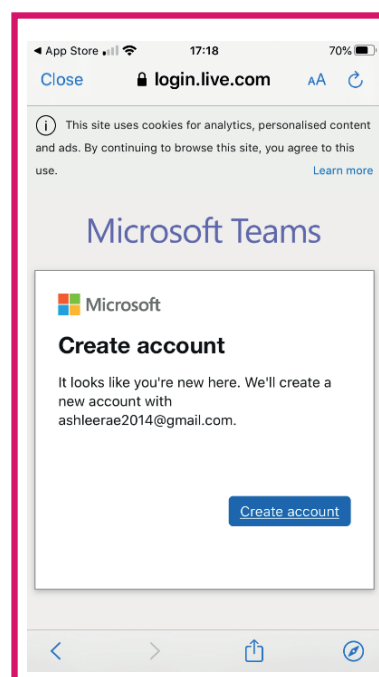 App Store 17:18 70%
Close login.live.com AA
This site uses cookies for analytics, personalised content
and ads. By continuing to browse this site, you agree to this
use. Learn more
Microsoft Teams
Microsoft
Create account
It looks like you're new here. We'll create a
new account with
ashleerae2014@gmail.com.
Create account